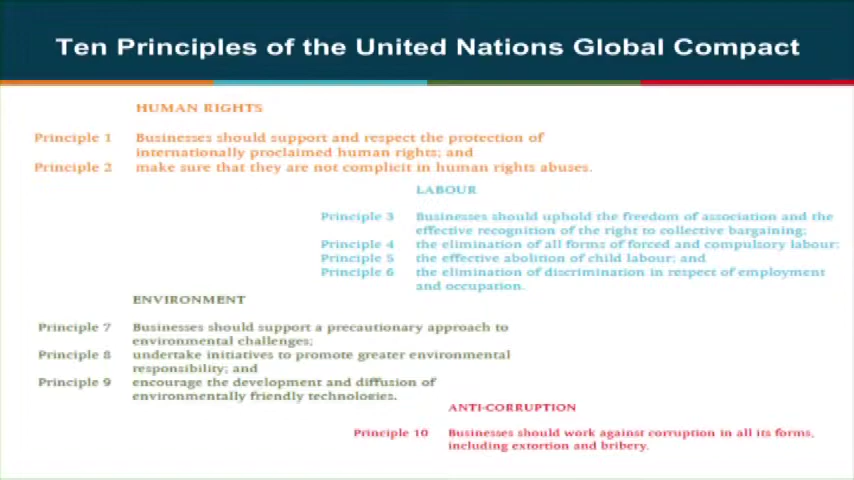 Ten Principles of the United Nations Global Compact
HUMAN RIGHTS
Principle 1 Businesses should support and respect the protection of
internationally proclaimed human rights; and
Principle 2 make sure that they are not complicit in human rights abuses.
LABOUR
Principle 3 Businesses should uphold the freedom of association and the
effective recognition of the right to collective bargaining;
Principle 4 the elimination of all forms of forced and compulsory labour;
Principle 5 the effective abolition of child labour; and
Principle 6 the elimination of discrimination in respect of employment
and occupation.
ENVIRONMENT
Principle 7 Businesses should support a precautionary approach to
environmental challenges;
Principle 8 undertake initiatives to promote greater environmental
responsibility; and
Principle 9 encourage the development and diffusion of
environmentally friendly technologies.
ANTI-CORRUPTION
Principle 10 Businesses should work against corruption in all its forms,
including extortion and bribery.